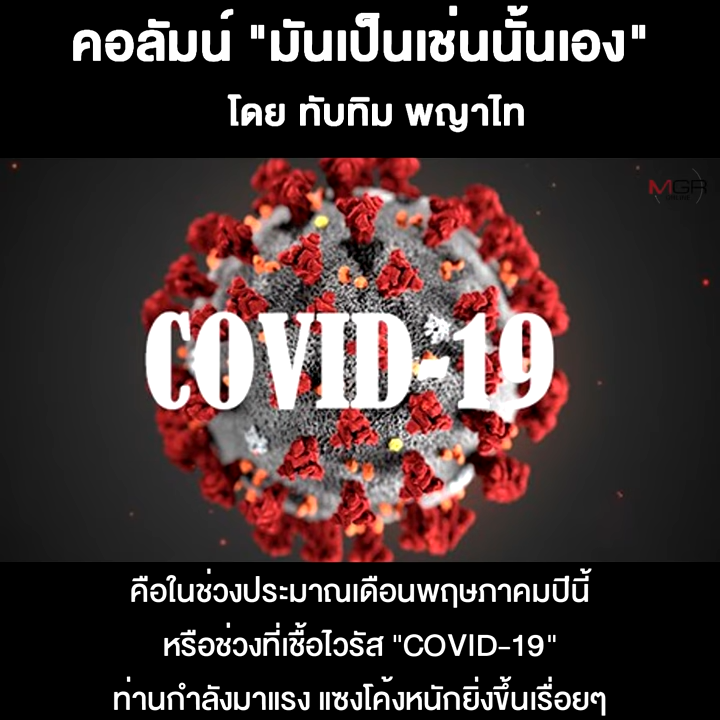 คอลัมน์ "มันเป็นเช่นนั้นเอง"
โดย ทับทิม พญาไท
MGR
ONLINE
COVID-19
คือในช่วงประมาณเดือนพฤษภาคมปีนี้
หรือช่วงที่เชื้อไวรัส "COVID-19"
ท่านกำลังมาแรง แซงโค้งหนักยิ่งขึ้นเรื่อยๆ